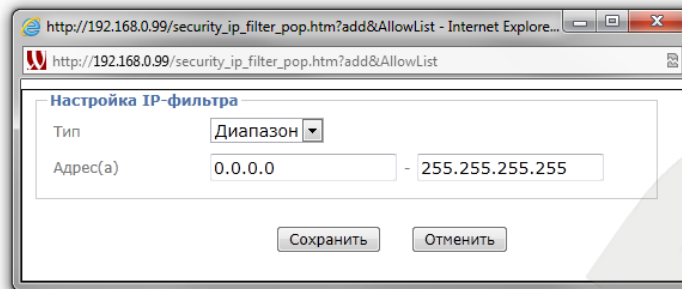 http://192.168.0.99/security_ip_filter_pop.htm?add&AllowList - Internet Explore...
http://192.168.0.99/security_ip_filter_pop.htm?add&AllowList
Настройка IP-фильтра
Тип Диапазон
Адрес(а) 0.0.0.0 - 255.255.255.255
Сохранить Отменить